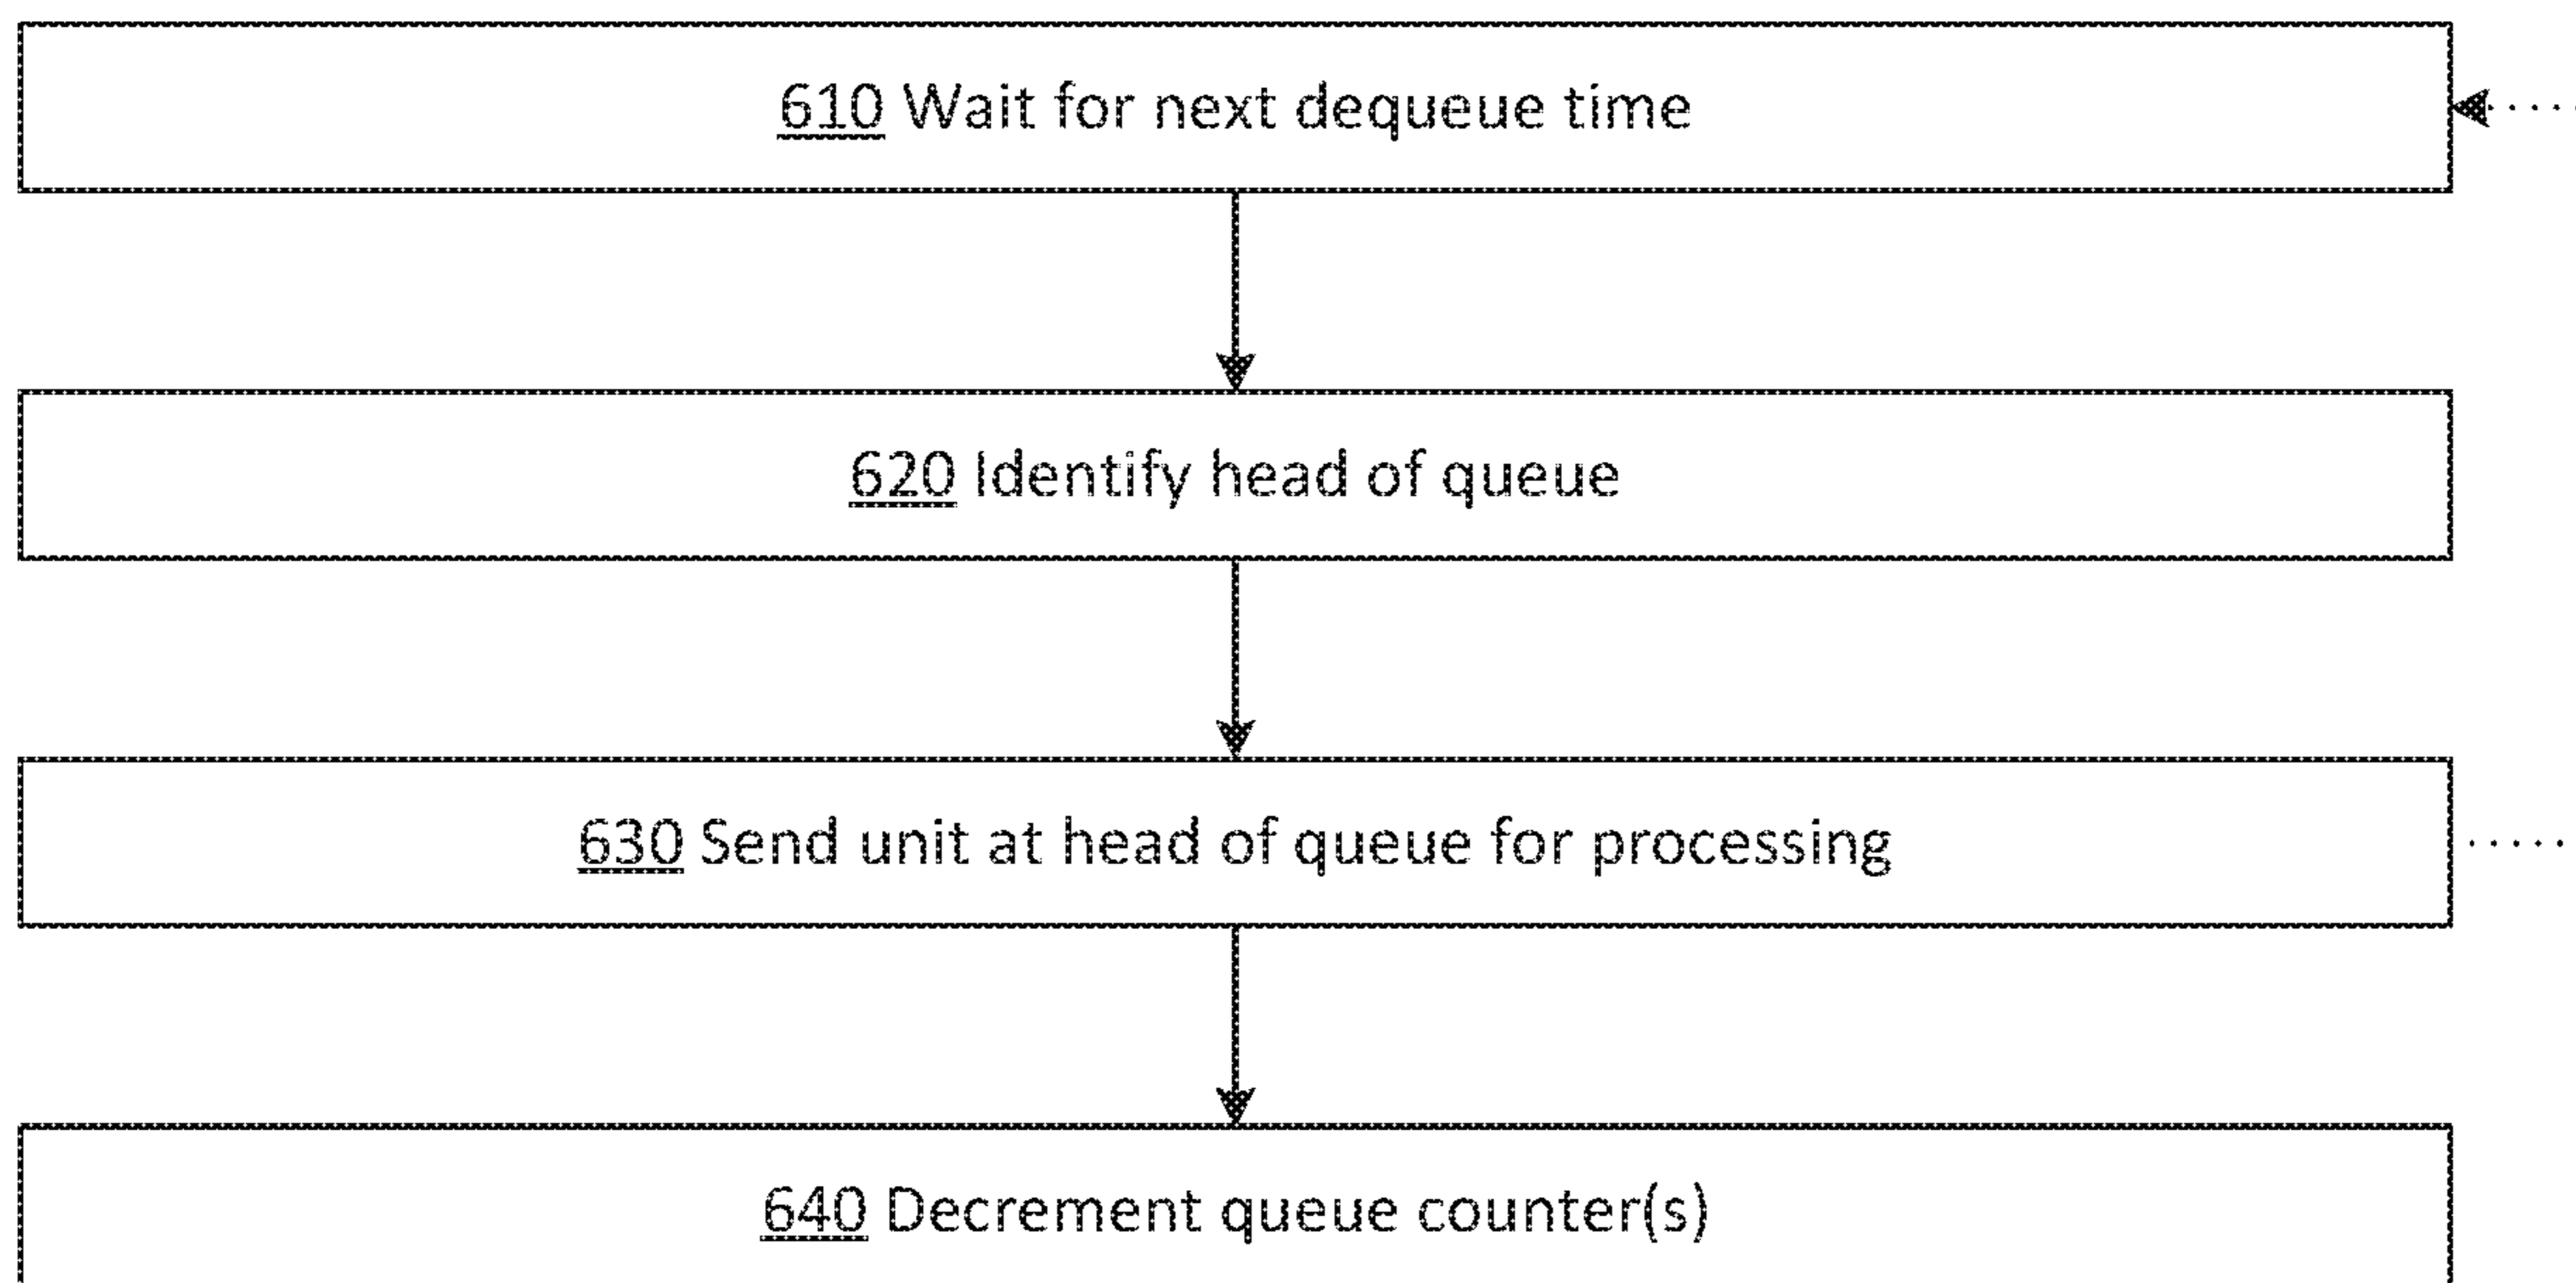 610 Wait for next dequeue time
620 Identify head of queue
630 Send unit at head of queue for processing
640 Decrement queue counter(s)